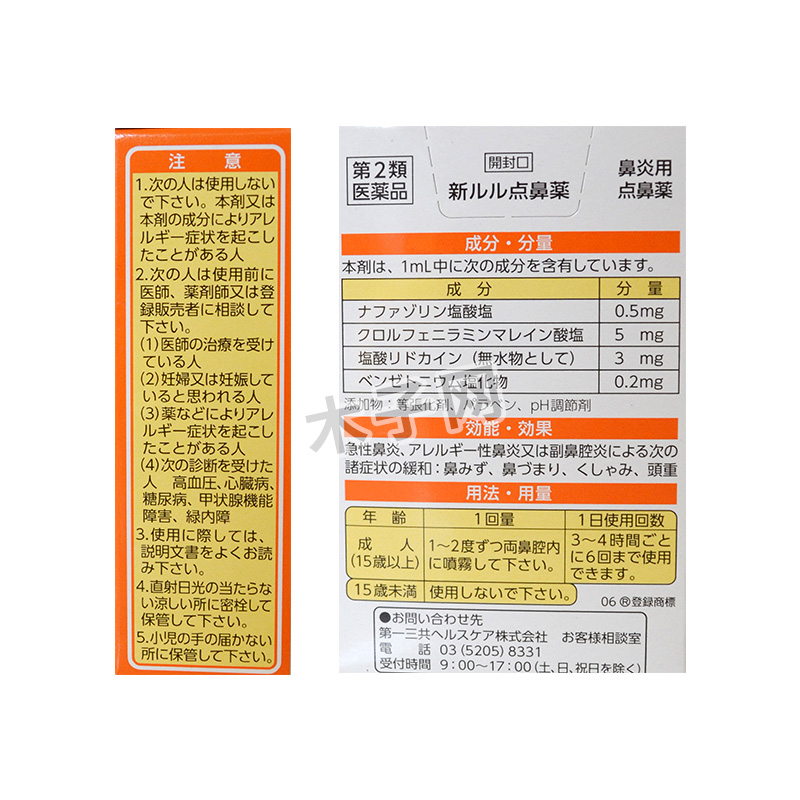 注 意
1.次の人は使用しない
で下さい。本剤又は
本剤の成分によりアレ
ルギー症状を起こし
たことがある人
2.次の人は使用前に
医師、薬剤師又は登
録販売者に相談して
下さい。
(1)医師の治療を受け
ている人
(2)妊婦又は妊娠して
いると思われる人
(3)薬などによりアレ
ルギー症状を起こし
たことがある人
(4)次の診断を受けた
人 高血圧、心臓病、
糖尿病、甲状腺機能
障害、緑内障
3.使用に際しては、
説明文書をよくお読
み下さい。
4.直射日光の当たらな
い涼しい所に密栓して
保管して下さい。
5.小児の手の届かない
所に保管して下さい。
第2類
医薬品
開封口
新ルル点鼻薬
鼻炎用
点鼻薬
成分・分量
本剤は、1mL中に次の成分を含有しています。
成 分 分 量
ナファゾリン塩酸塩 0.5mg
クロルフェニラミンマレイン酸塩 5 mg
塩酸リドカイン(無水物として) 3 mg
ベンゼトニウム塩化物 0.2mg
添加物:等張化剤、パラベン、pH調節剤
効能・効果
急性鼻炎、アレルギー性鼻炎又は副鼻腔炎による次の
諸症状の緩和:鼻みず、鼻づまり、くしゃみ、頭重
用法・用量
年 齢 1回量 1日使用回数
成 人
(15歳以上)
1〜2度ずつ両鼻腔内
に噴霧して下さい。
3〜4時間ごと
に6回まで使用
できます。
15歳未満 使用しないで下さい。
06 ®登録商標
●お問い合わせ先
第一三共ヘルスケア株式会社 お客様相談室
電 話 03(5205)8331
受付時間 9:00〜17:00(土、日、祝日を除く)
木子网